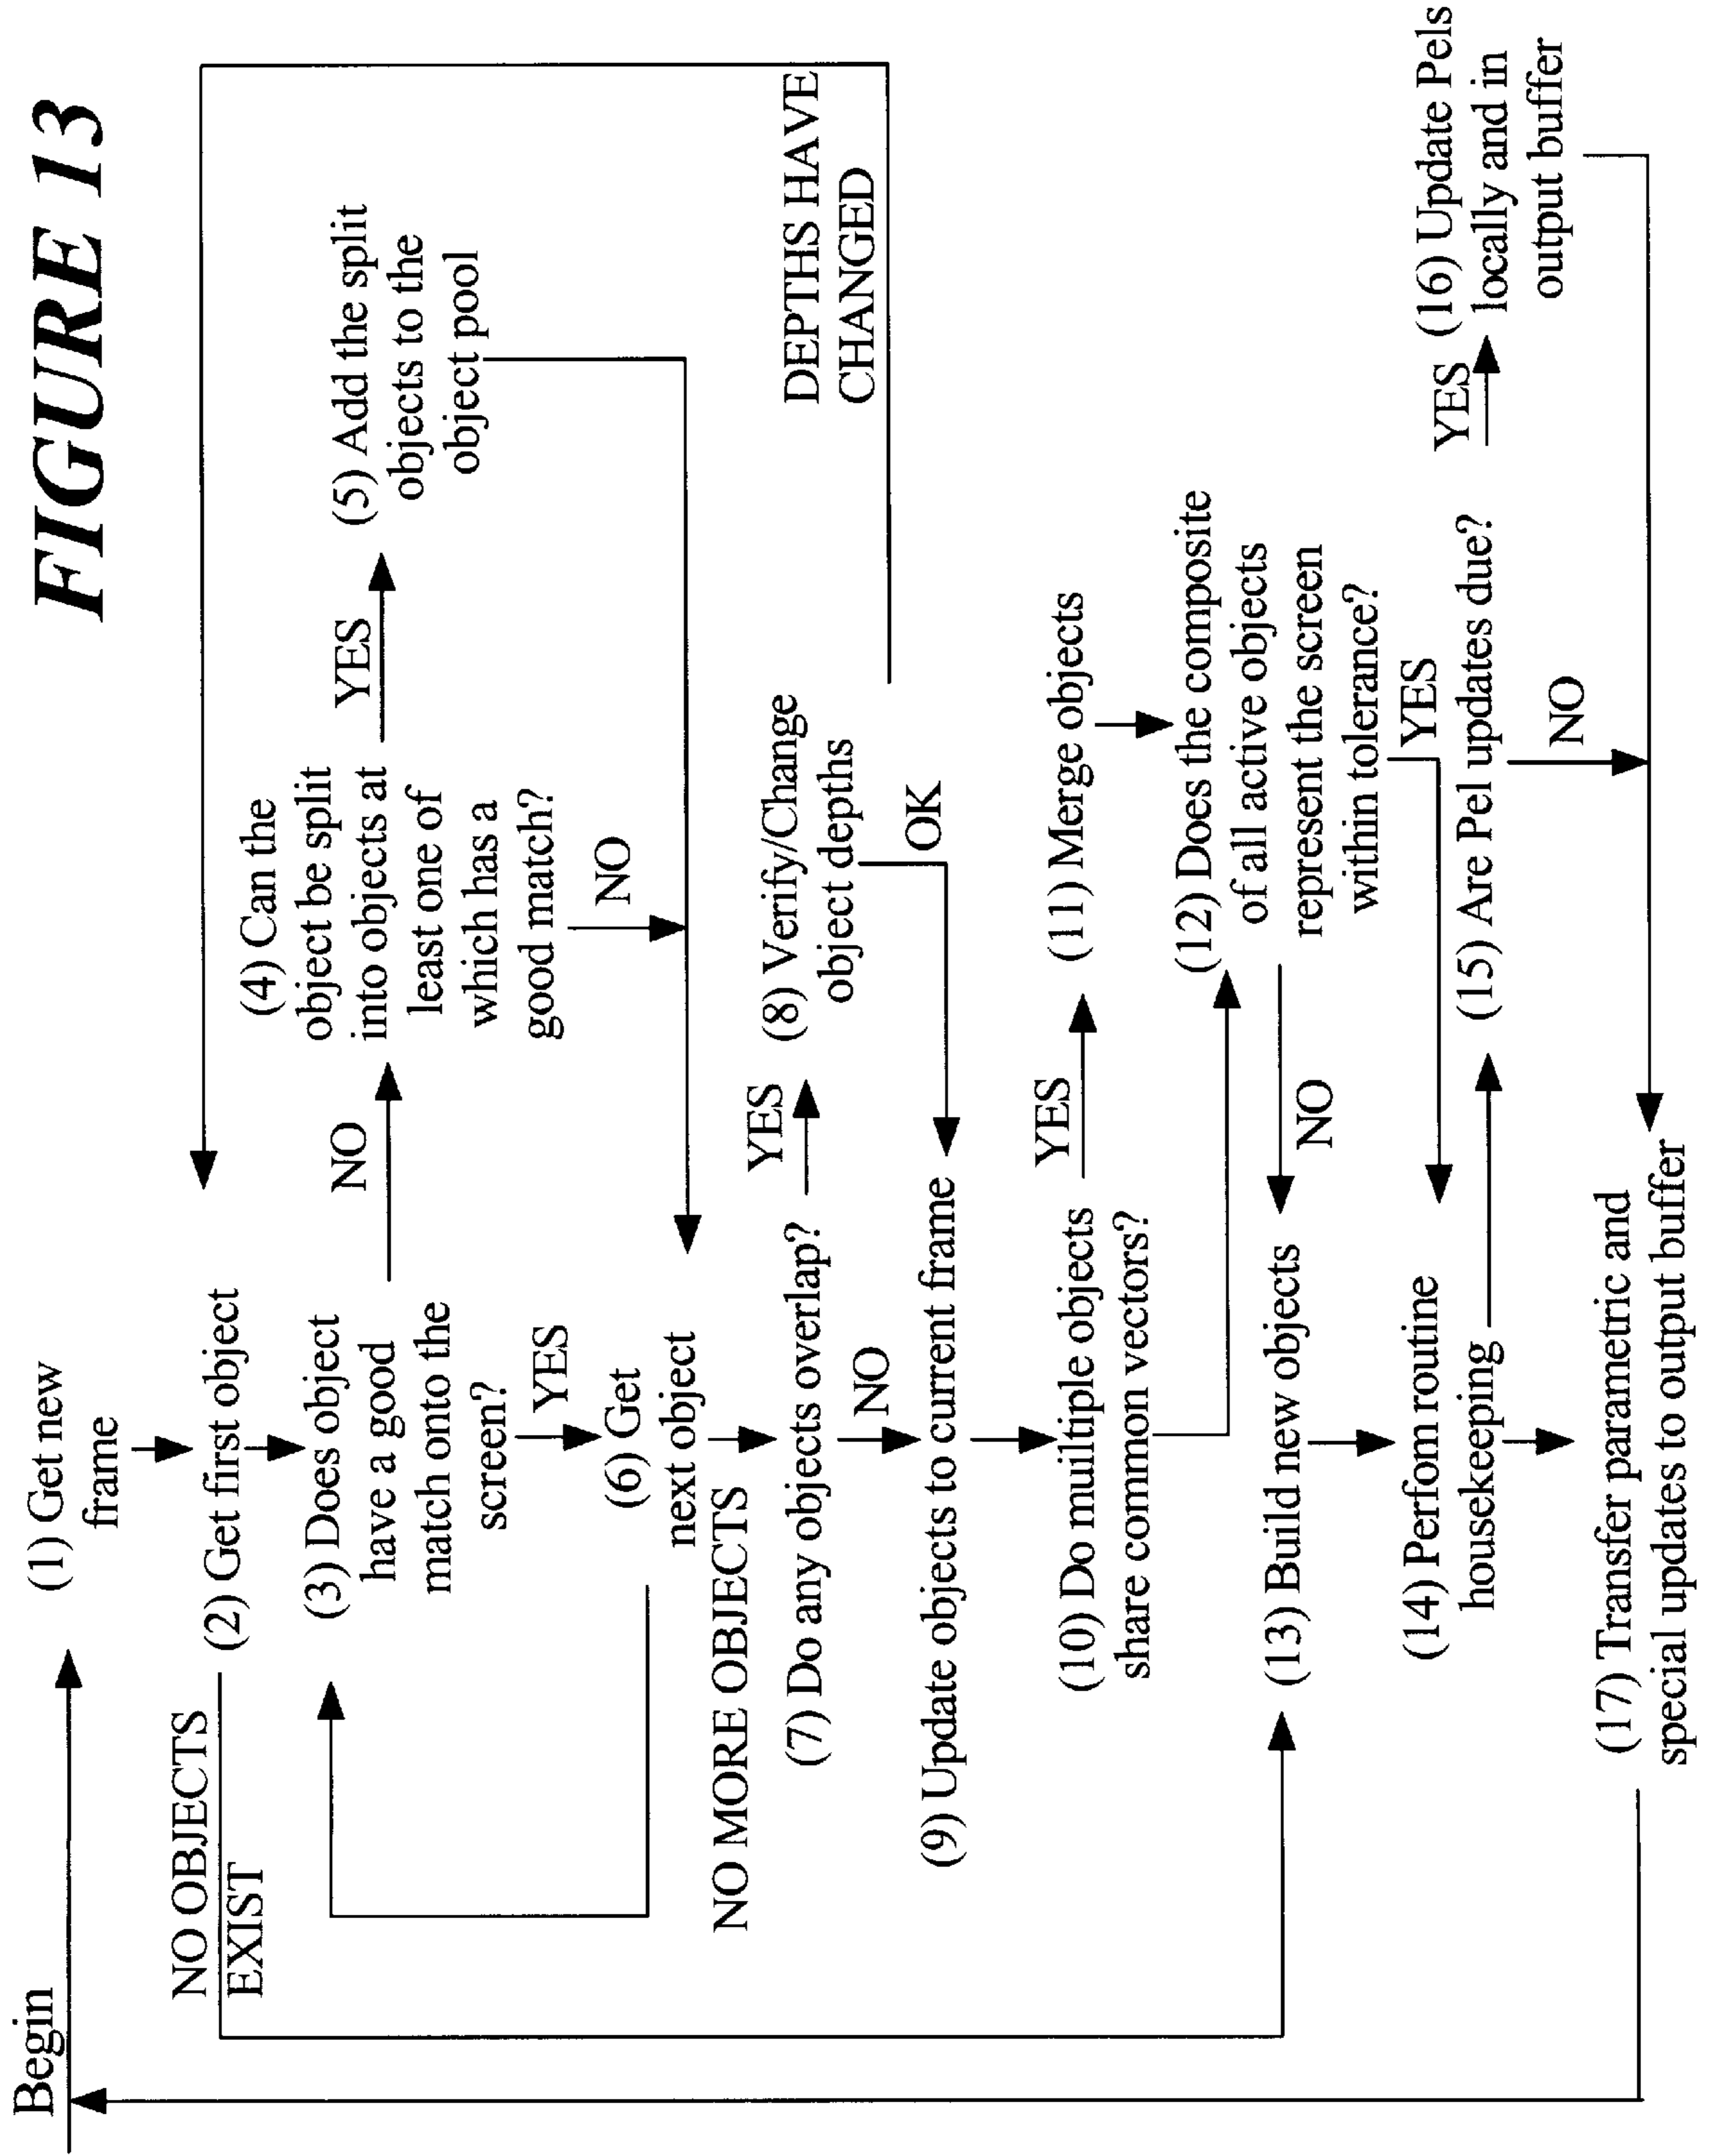 FIGURE 13
Begin
(1) Get new
frame
NO OBJECTS
EXIST
(2) Get first object
(3) Does object
have a good
match onto the
screen?
NO
(4) Can the
object be split
into objects at
least one of
which has a
good match?
YES
(5) Add the split
objects to the
object pool
NO
YES
(6) Get
next object
NO MORE OBJECTS
(7) Do any objects overlap?
YES
(8) Verify/Change
object depths
DEPTHS HAVE
CHANGED
OK
NO
(9) Update objects to current frame
(10) Do muiltiple objects
share common vectors?
YES
(11) Merge objects
(12) Does the composite
of all active objects
represent the screen
within tolerance?
NO
YES
(13) Build new objects
(14) Perfom routine
housekeeping
(15) Are Pel updates due?
YES
(16) Update Pels
locally and in
output buffer
NO
(17) Transfer parametric and
special updates to output buffer